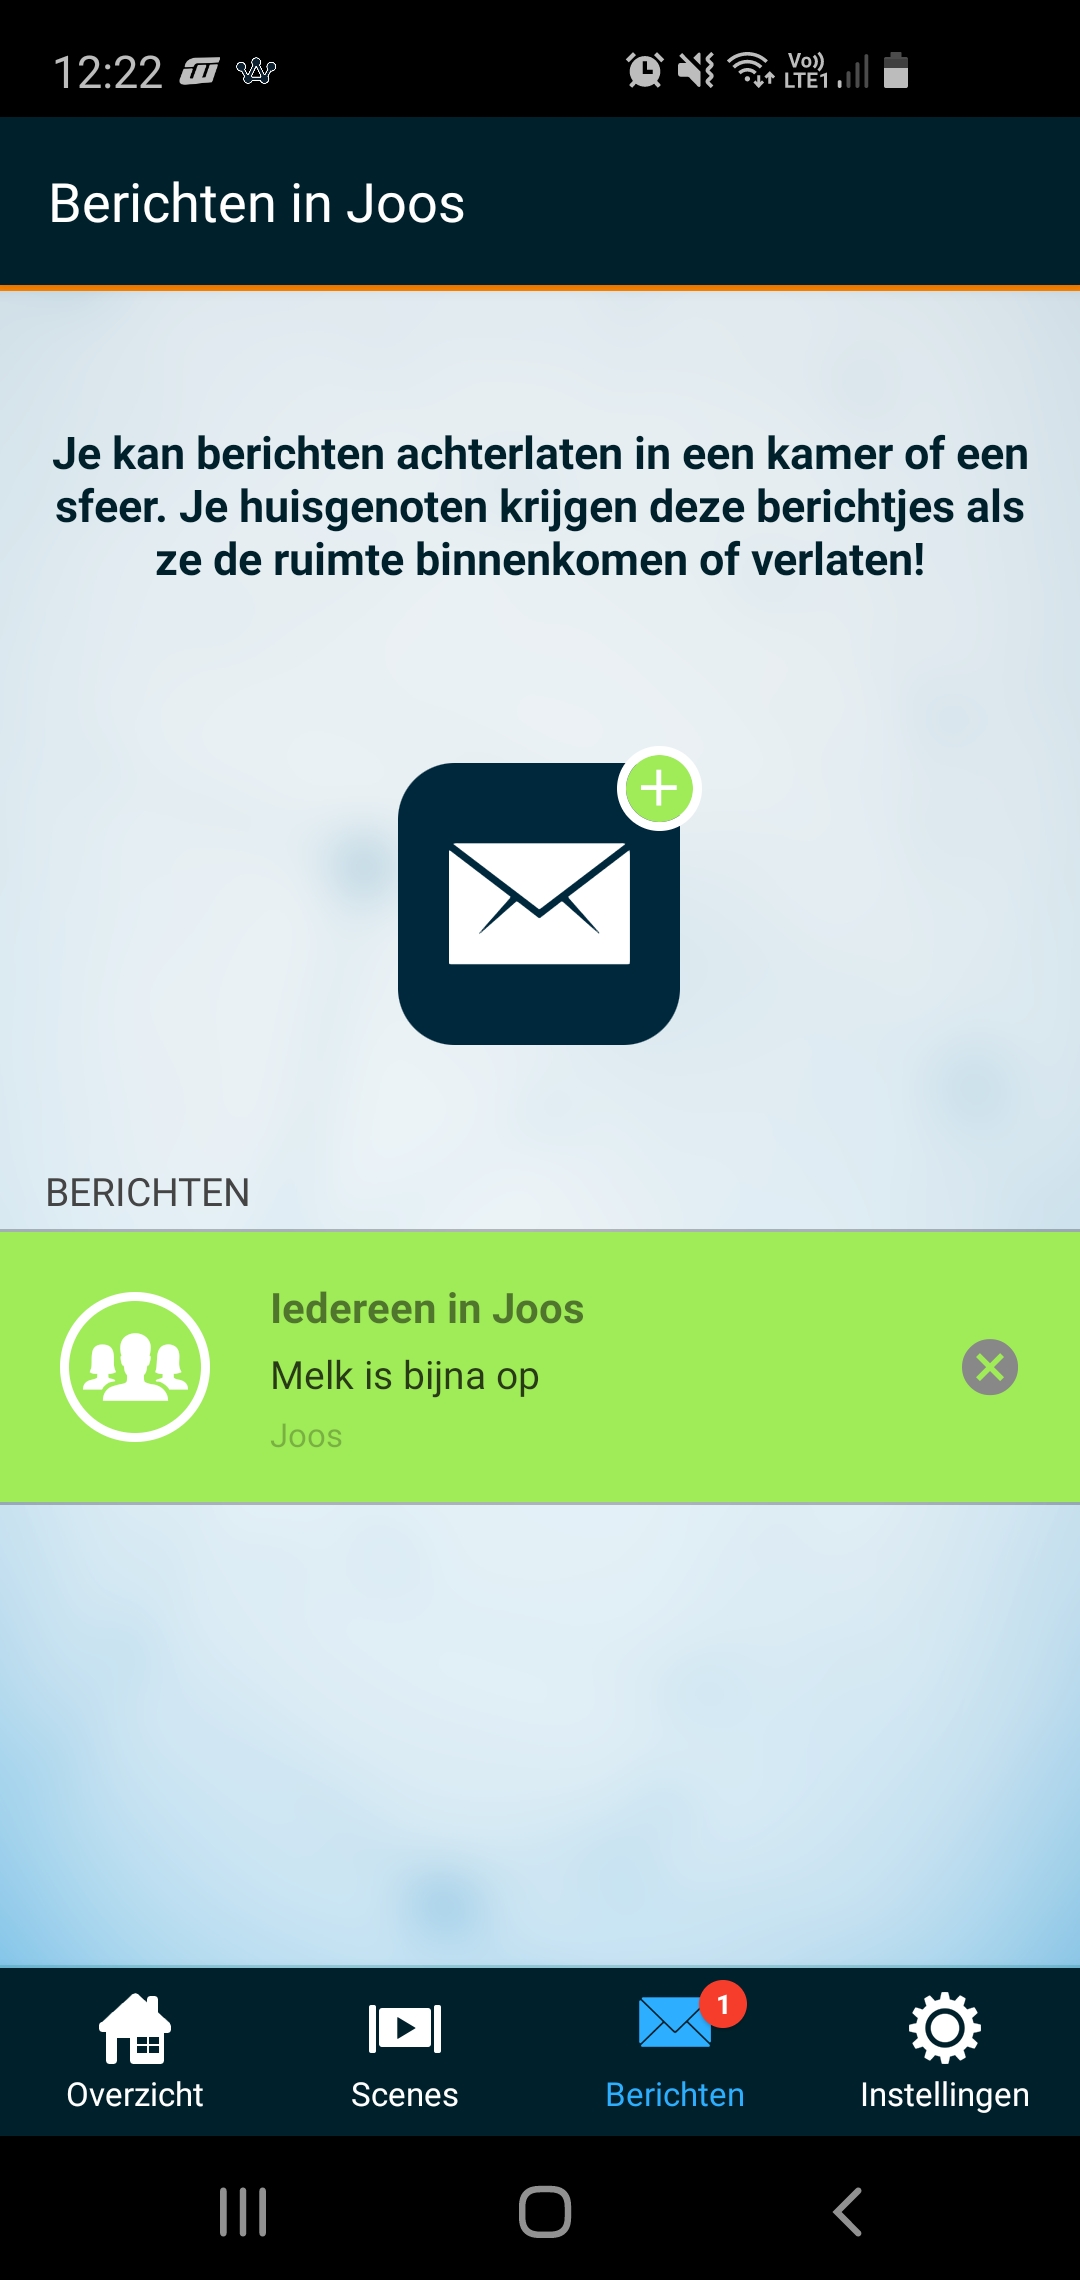 12:22
Vo))
LTE1
Berichten in Joos
Je kan berichten achterlaten in een kamer of een
sfeer. Je huisgenoten krijgen deze berichtjes als
ze de ruimte binnenkomen of verlaten!
BERICHTEN
Iedereen in Joos
Melk is bijna op
Joos
1
Overzicht
Scenes
Berichten
Instellingen